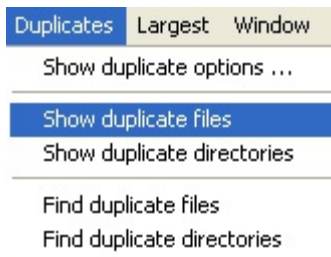 Duplicates Largest Window
Show duplicate options ...
Show duplicate files
Show duplicate directories
Find duplicate files
Find duplicate directories